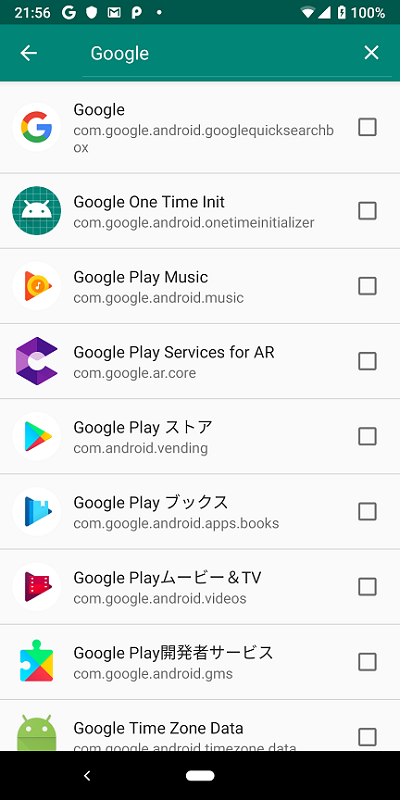 21:56 100%
Google
Google
com.google.android.googlequicksearchb
ox
Google One Time Init
com.google.android.onetimeinitializer
Google Play Music
com.google.android.music
Google Play Services for AR
com.google.ar.core
Google Play ストア
com.android.vending
Google Play ブックス
com.google.android.apps.books
Google Playムービー＆TV
com.google.android.videos
Google Play開発者サービス
com.google.android.gms
Google Time Zone Data
com.google.android.timezone.data